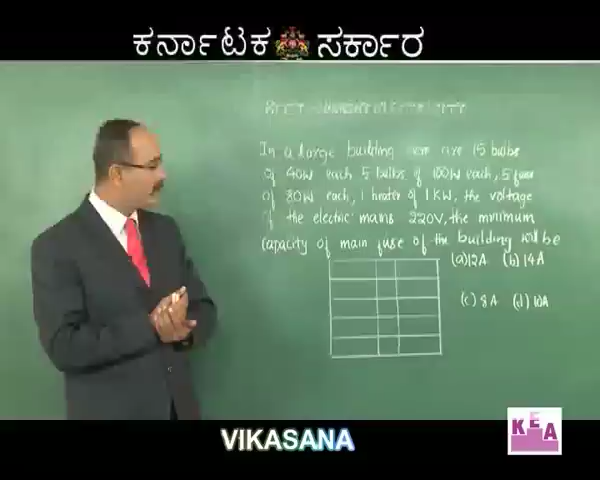 ಕರ್ನಾಟಕ ಸರ್ಕಾರ
In a large building are 15 bulbs
of 40W each 5 bulbs of 100W each, 5 fans
of 80W each, 1 heater of 1KW, the voltage
of the electric mains 220V, the minimum
Capacity of main fuse of the building will be
(a) 12A (b) 14A
(c) 8A (d) 10A
KEA
VIKASANA